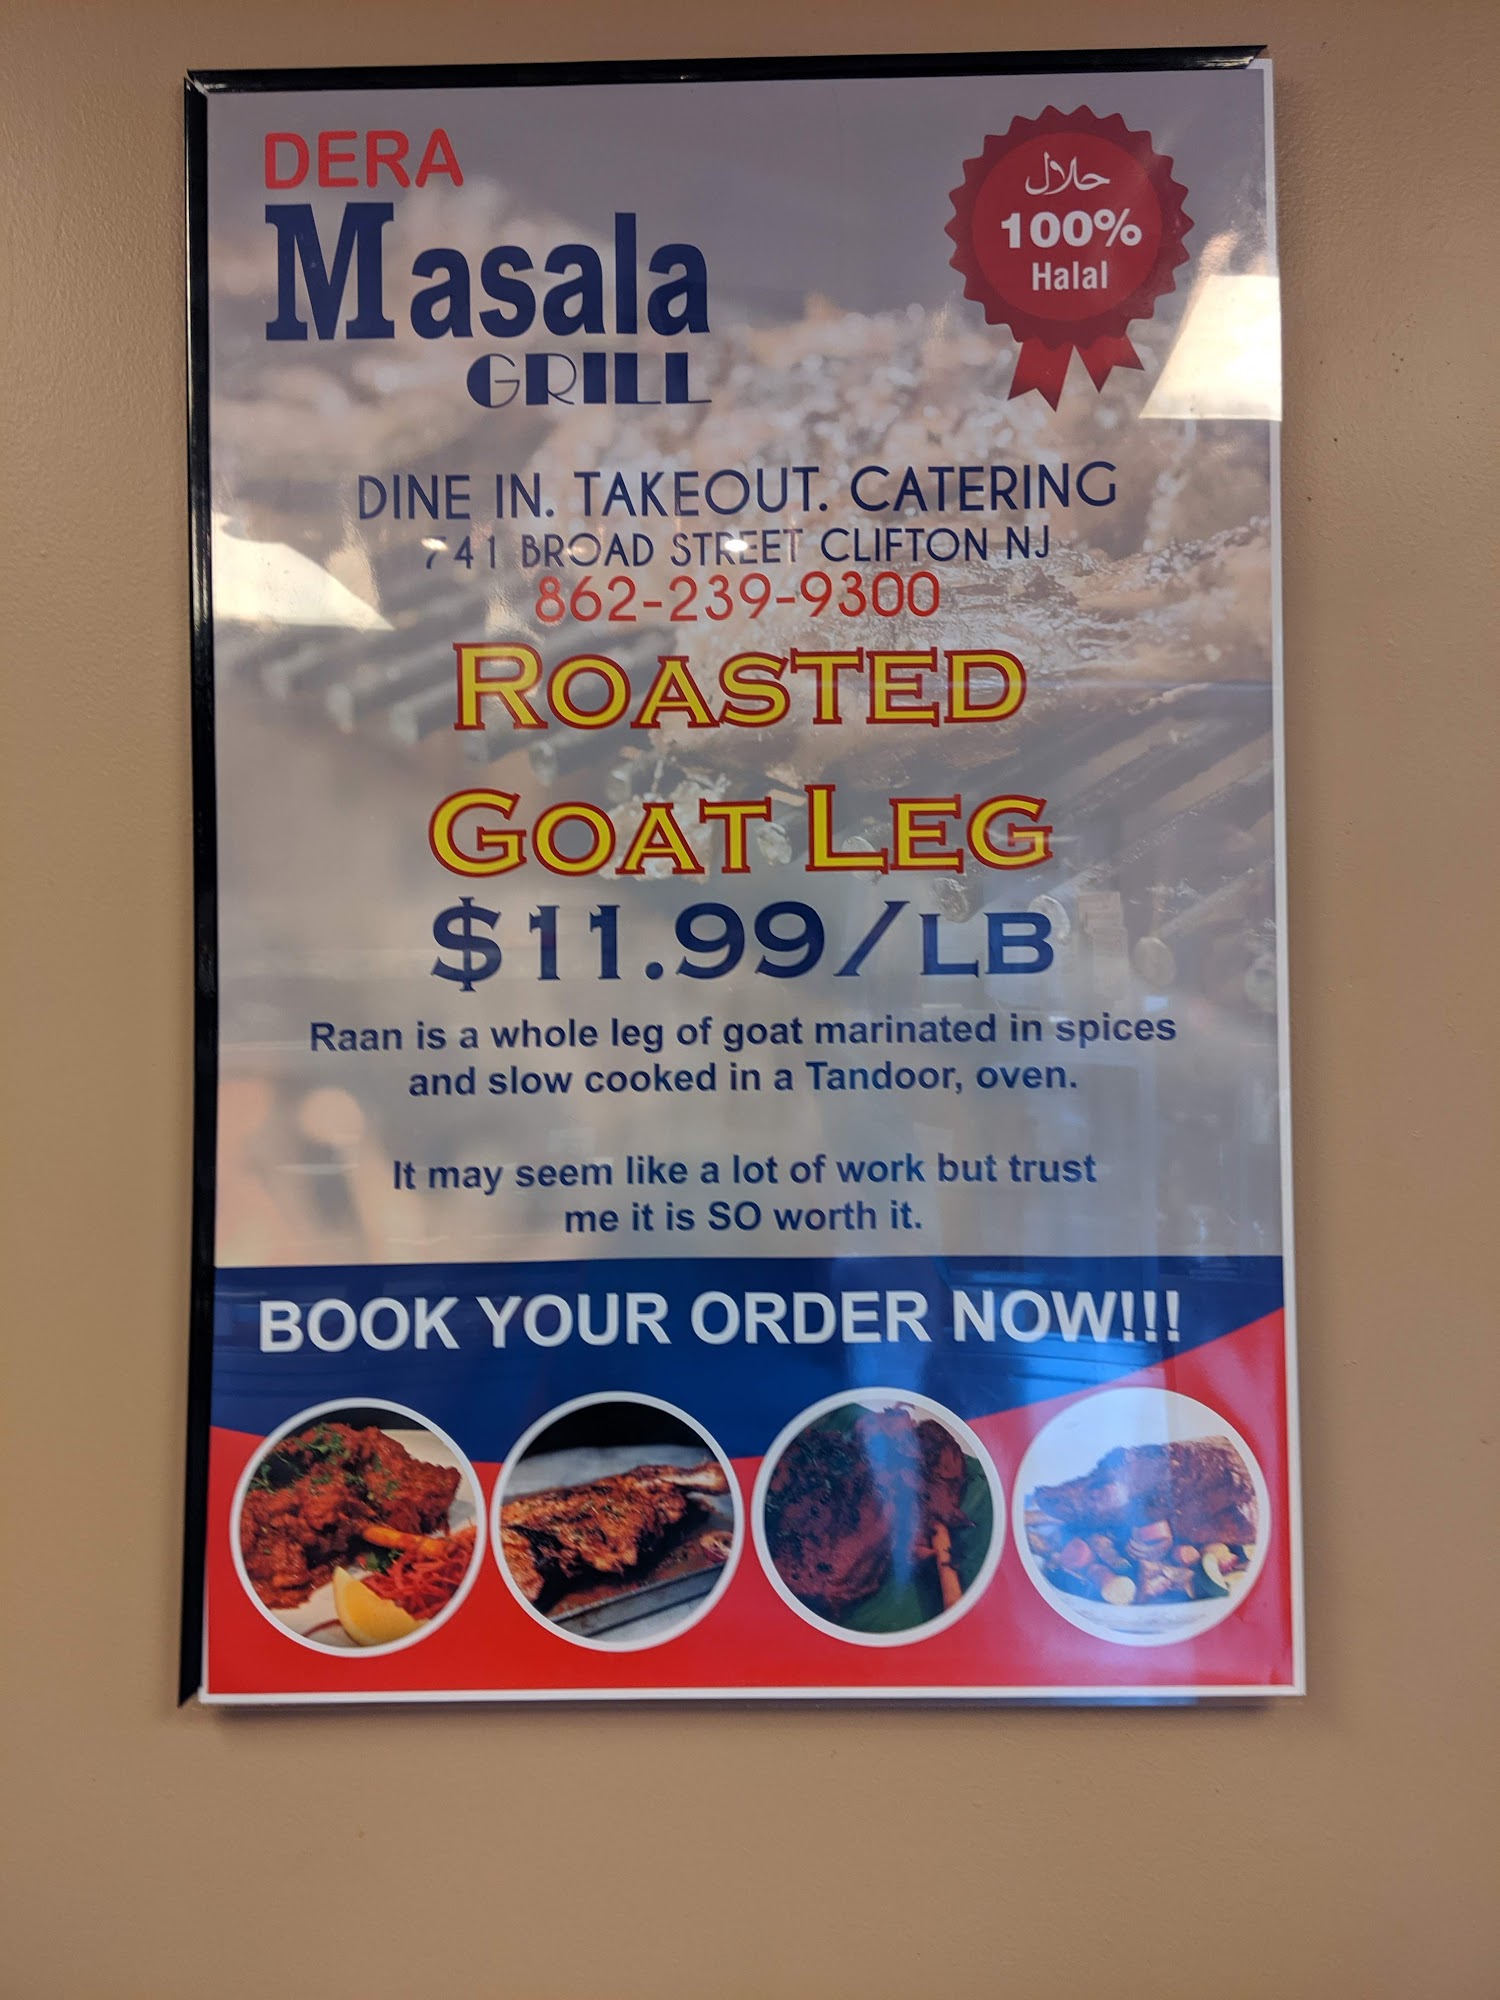 DERA
Masala
GRILL
حلال
100%
Halal
DINE IN. TAKEOUT. CATERING
741 BROAD STREET CLIFTON NJ
862-239-9300
ROASTED
GOAT LEG
$11.99/LB
Raan is a whole leg of goat marinated in spices
and slow cooked in a Tandoor, oven.
It may seem like a lot of work but trust
me it is SO worth it.
BOOK YOUR ORDER NOW!!!